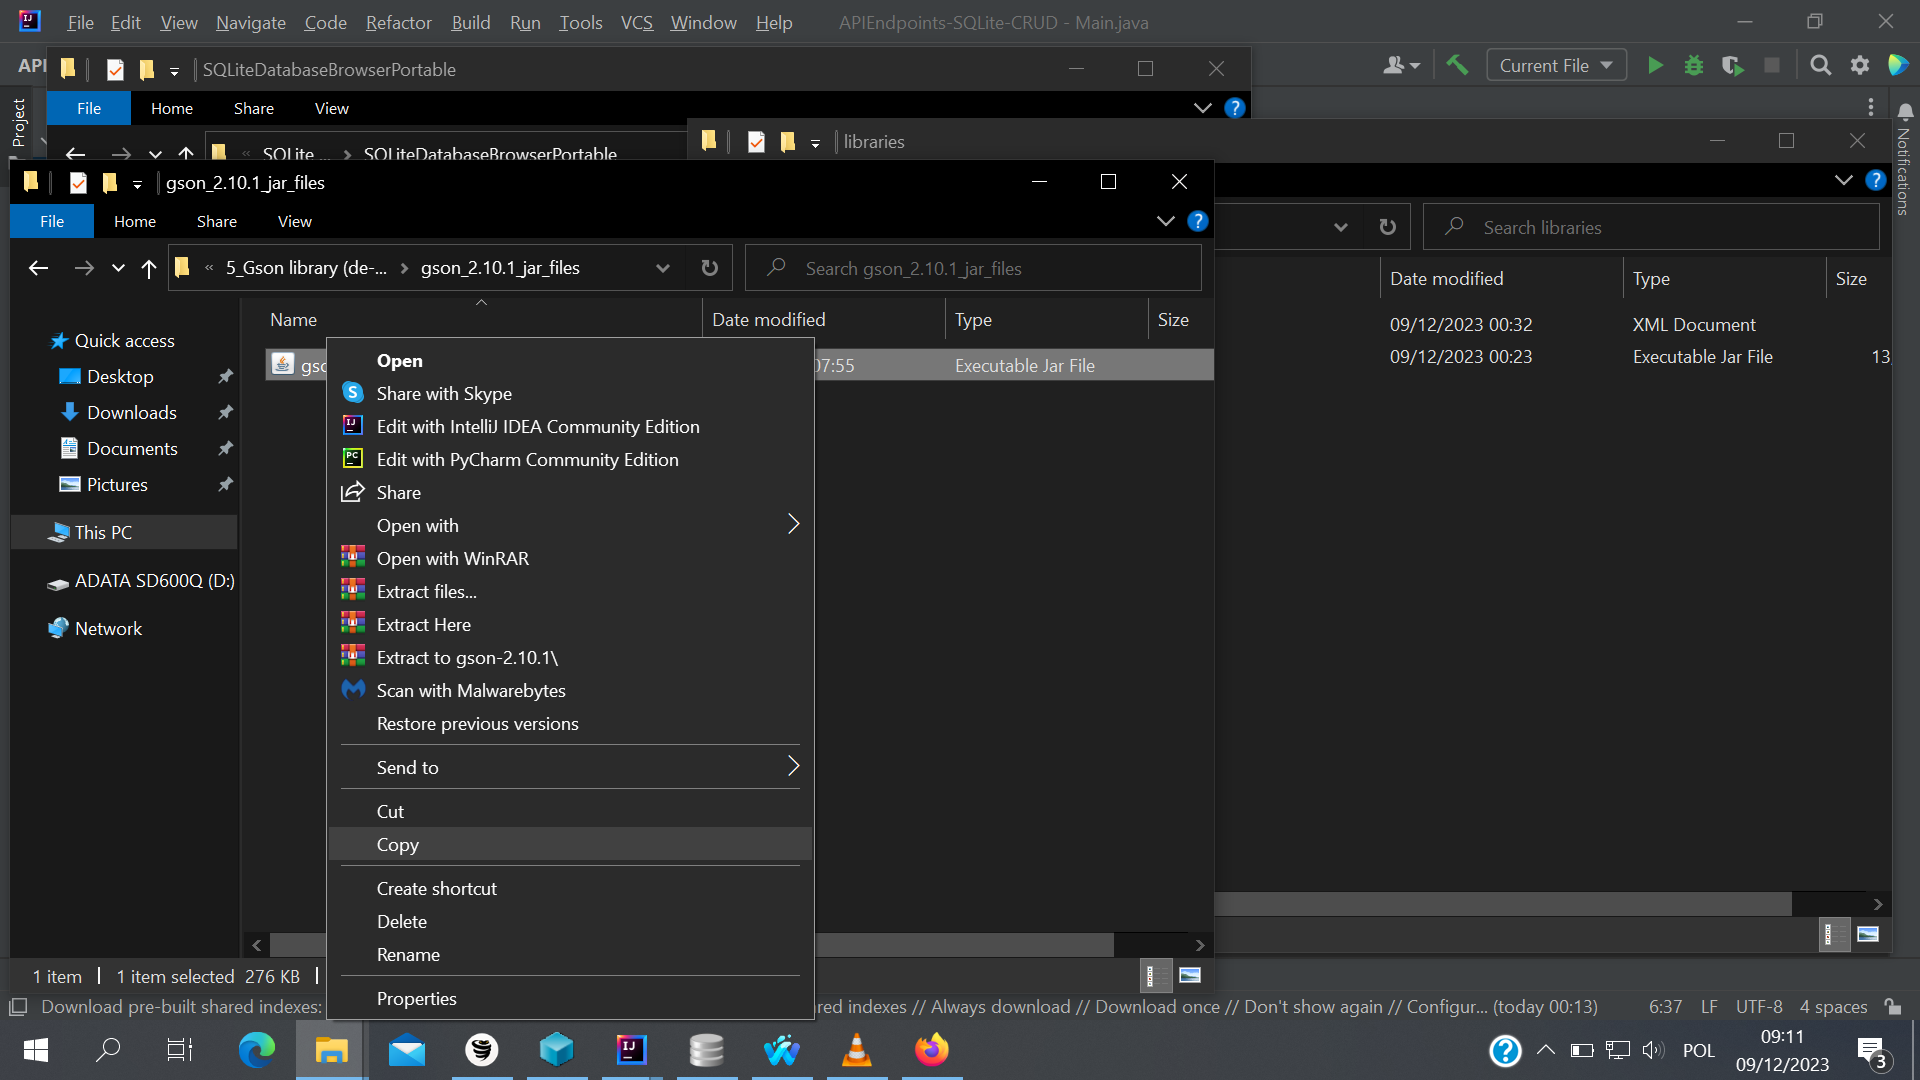 File Edit View Navigate Code Refactor Build Run Tools VCS Window Help APIEndpoints-SQLite-CRUD - Main.java
API
SQLiteDatabaseBrowserPortable
Current File
File Home Share View
Project
Notifications
« SQLite ... > SQLiteDatabaseBrowserPortable
libraries
gson_2.10.1_jar_files
File Home Share View
« 5_Gson library (de-... > gson_2.10.1_jar_files
Search gson_2.10.1_jar_files
Search libraries
Date modified Type Size
09/12/2023 00:32 XML Document
09/12/2023 00:23 Executable Jar File 13,
Name Date modified Type Size
07:55 Executable Jar File
Quick access
Desktop
Downloads
Documents
Pictures
This PC
ADATA SD600Q (D:)
Network
Open
Share with Skype
Edit with IntelliJ IDEA Community Edition
Edit with PyCharm Community Edition
Share
Open with
Open with WinRAR
Extract files...
Extract Here
Extract to gson-2.10.1\
Scan with Malwarebytes
Restore previous versions
Send to
Cut
Copy
Create shortcut
Delete
Rename
Properties
1 item 1 item selected 276 KB
Download pre-built shared indexes:
red indexes // Always download // Download once // Don't show again // Configur... (today 00:13) 6:37 LF UTF-8 4 spaces
POL
09:11
09/12/2023
3